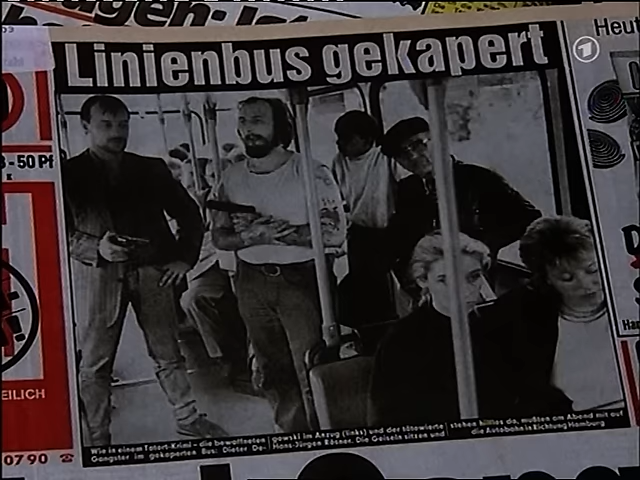 Heut
Linienbus gekapert
50 Pf
Wie in einem Tatort-Krimi – die bewaffneten
Gangster im gekaperten Bus: Dieter De-
gowski im Anzug (links) und der tätowierte
Hans-Jürgen Rösner. Die Geiseln sitzen und
stehen hilflos da, mußten am Abend mit auf
die Autobahn in Richtung Hamburg
EILICH
07 90